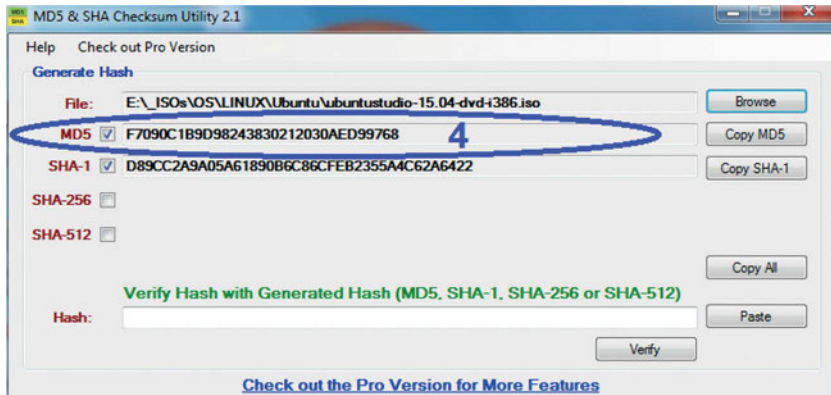 MD5 SHA MD5 & SHA Checksum Utility 2.1
Help Check out Pro Version
Generate Hash
File: E:\_ISOs\OS\LINUX\Ubuntu\ubuntustudio-15.04-dvd-i386.iso Browse
MD5 F7090C1B9D98243830212030AED99768 4 Copy MD5
SHA-1 D89CC2A9A05A61890B6C86CFEB2355A4C62A6422 Copy SHA-1
SHA-256
SHA-512
Copy All
Verify Hash with Generated Hash (MD5, SHA-1, SHA-256 or SHA-512)
Hash: Paste
Verify
Check out the Pro Version for More Features